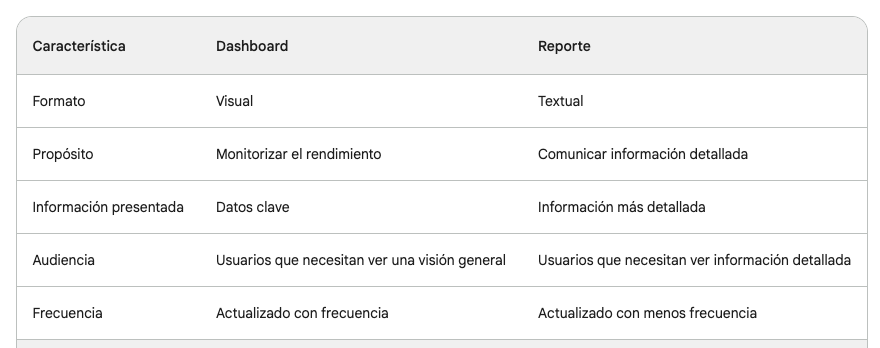 Característica Dashboard Reporte
Formato Visual Textual
Propósito Monitorizar el rendimiento Comunicar información detallada
Información presentada Datos clave Información más detallada
Audiencia Usuarios que necesitan ver una visión general Usuarios que necesitan ver información detallada
Frecuencia Actualizado con frecuencia Actualizado con menos frecuencia